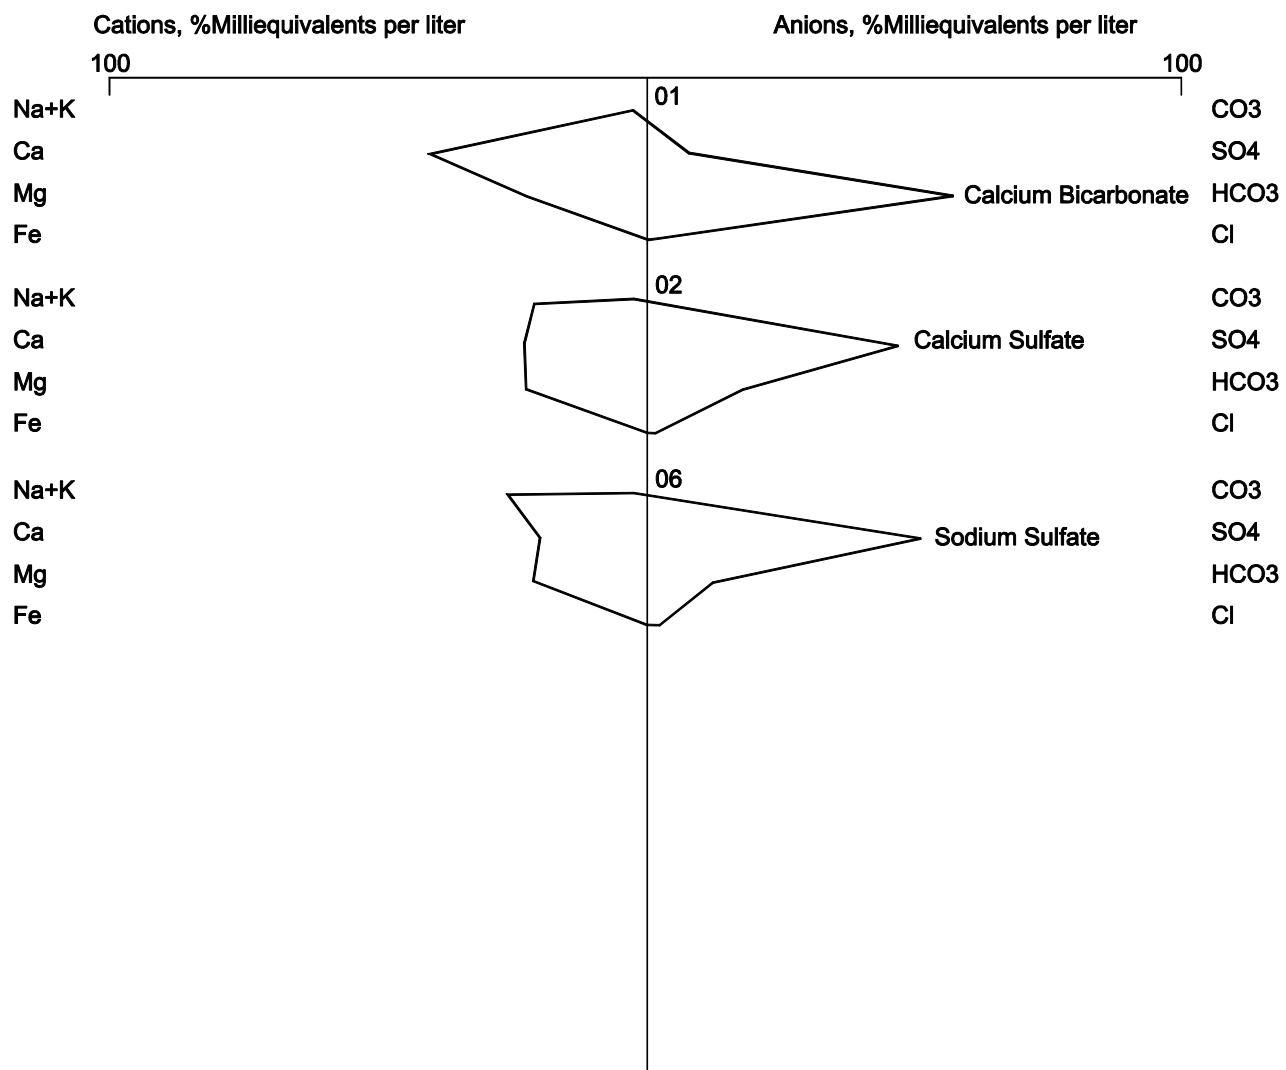 Cations, %Milliequivalents per liter Anions, %Milliequivalents per liter
100 100
01
Na+K CO3
Ca SO4
Mg Calcium Bicarbonate HCO3
Fe Cl
02
Na+K CO3
Ca Calcium Sulfate SO4
Mg HCO3
Fe Cl
06
Na+K CO3
Ca Sodium Sulfate SO4
Mg HCO3
Fe Cl